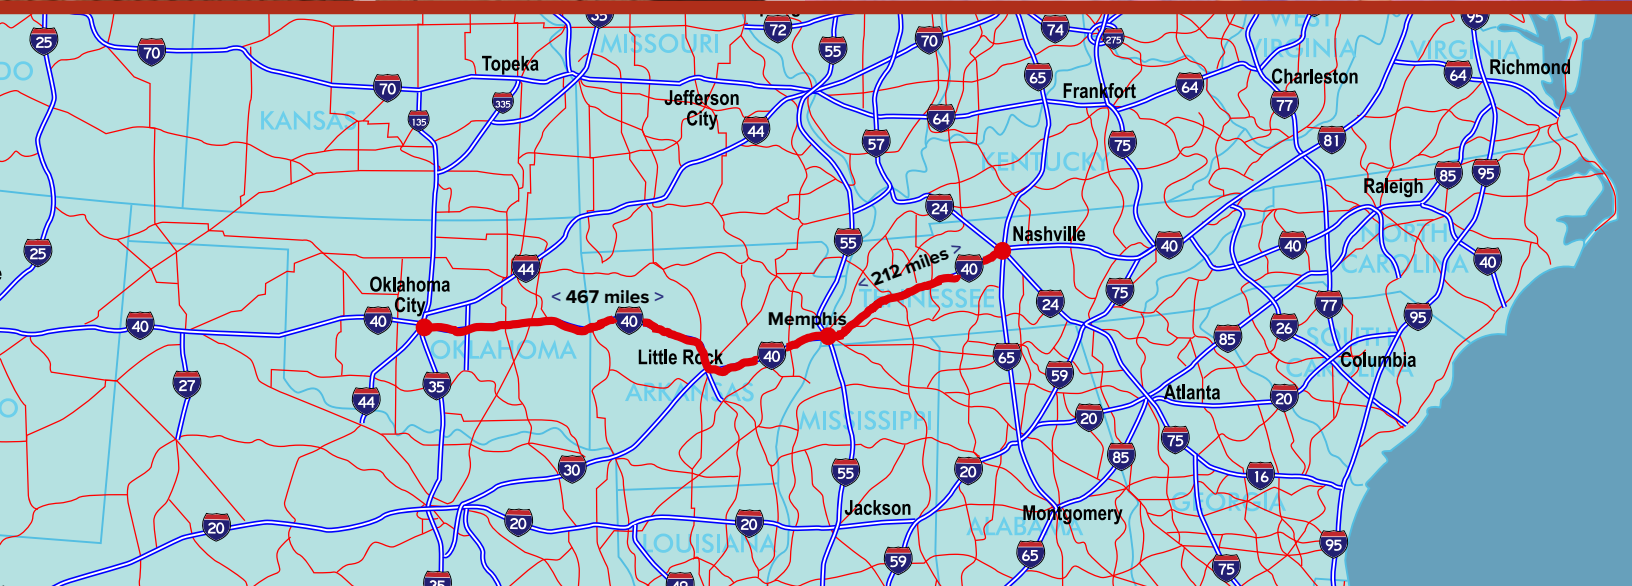 35
72
25
70
MISSOURI
55
70
74
275
WEST
VIRGINIA
95
VIRGINIA
Topeka
70
335
Jefferson
City
65
Frankfort
64
Charleston
77
64
Richmond
KANSAS
135
44
64
57
75
81
KENTUCKY
85
95
Raleigh
24
25
55
Nashville
40
40
NORTH
CAROLINA
40
44
Oklahoma
City
< 467 miles >
< 212 miles >
40
TENNESSEE
24
75
77
95
40
40
40
Memphis
26
85
SOUTH
CAROLINA
Columbia
OKLAHOMA
Little Rock
40
65
59
27
35
44
ARKANSAS
Atlanta
20
MISSISSIPPI
20
75
30
55
20
85
16
GEORGIA
20
20
20
Jackson
Montgomery
ALABAMA
LOUISIANA
59
65
95
75
35
49